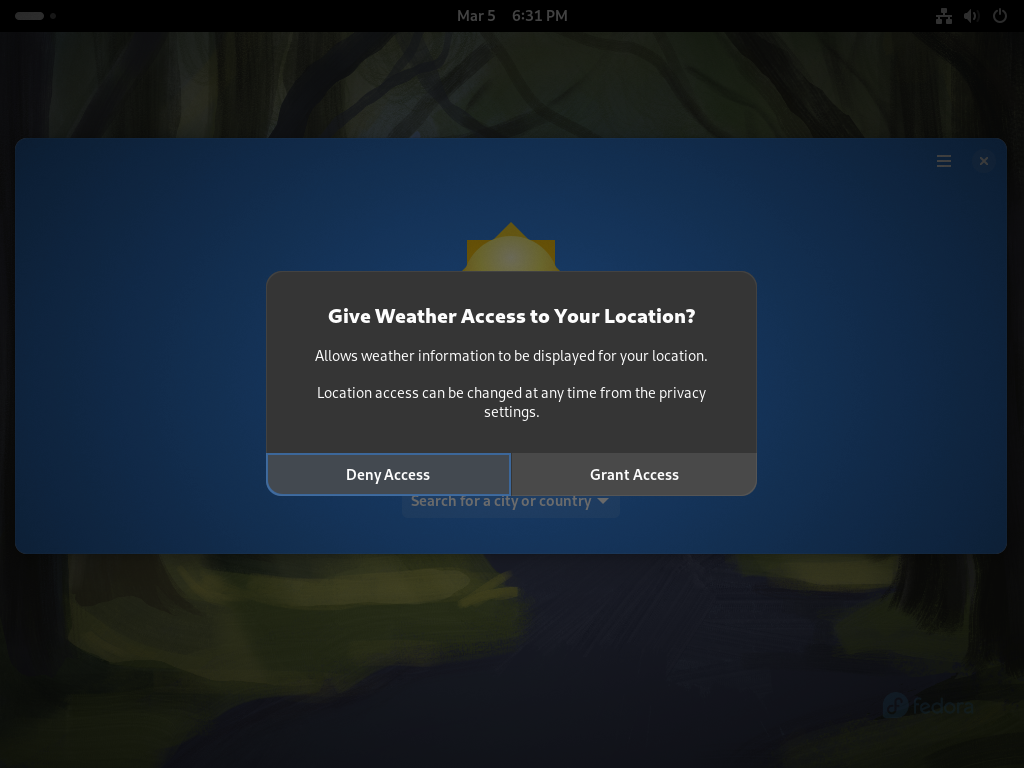 Mar 5 6:31 PM
Give Weather Access to Your Location?
Allows weather information to be displayed for your location.
Location access can be changed at any time from the privacy
settings.
Deny Access Grant Access
Search for a city or country
fedora